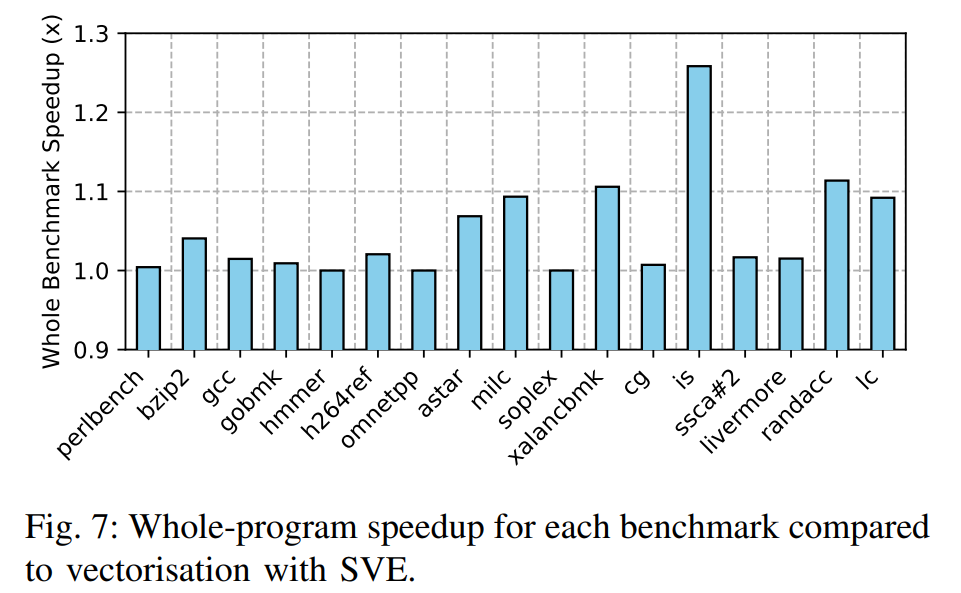 Whole Benchmark Speedup (x)
1.3
1.2
1.1
1.0
0.9
perlbench
bzip2
gcc
gobmk
hmmer
h264ref
omnetpp
astar
milc
soplex
xalancbmk
cg
is
ssca#2
livermore
randacc
lc
Fig. 7: Whole-program speedup for each benchmark compared
to vectorisation with SVE.